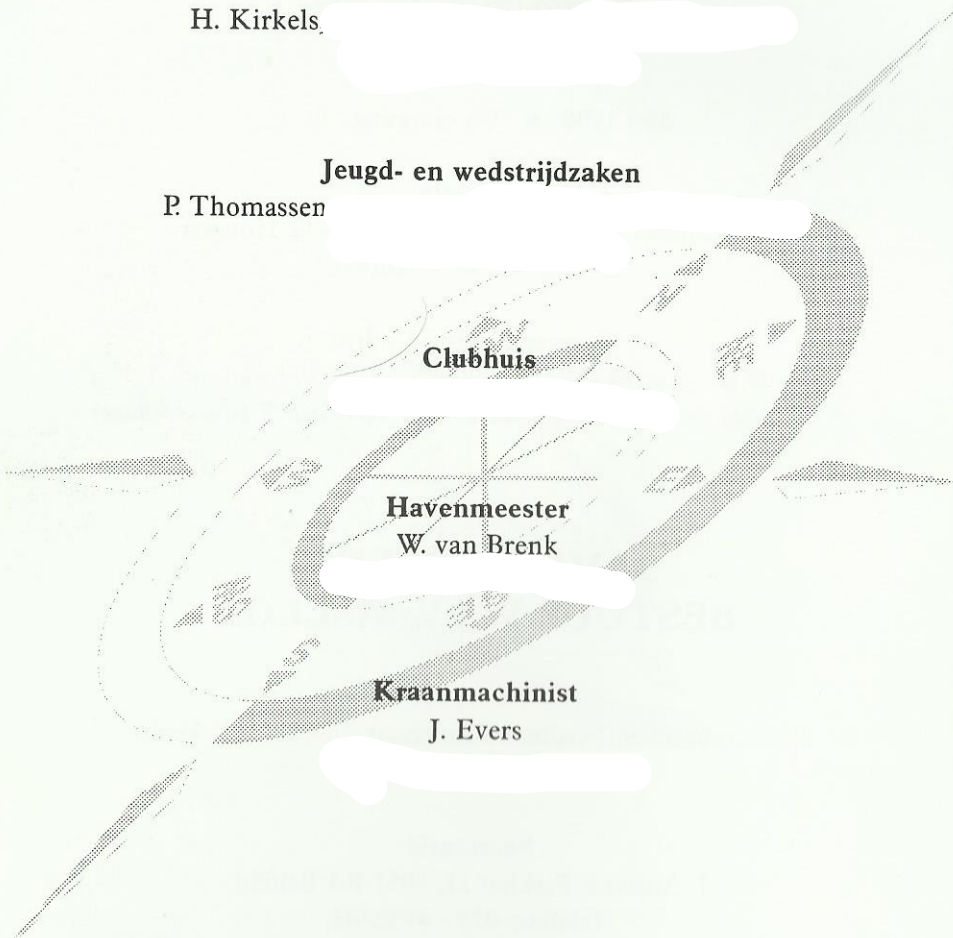 H. Kirkels
Jeugd- en wedstrijdzaken
P. Thomassen
Clubhuis
Havenmeester
W. van Brenk
Kraanmachinist
J. Evers